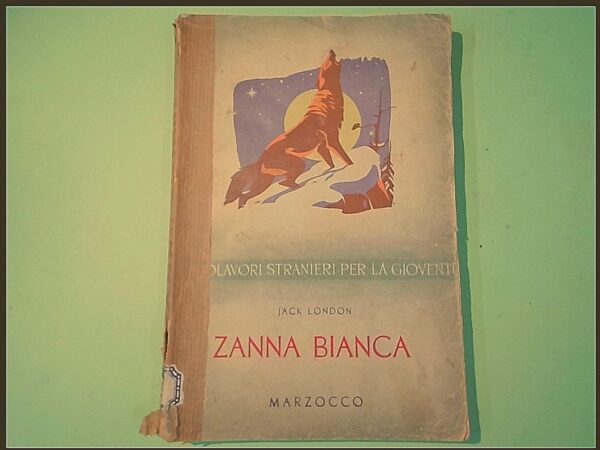 OLAVORI STRANIERI PER LA GIOVENT
JACK LONDON
ZANNA BIANCA
MARZOCCO